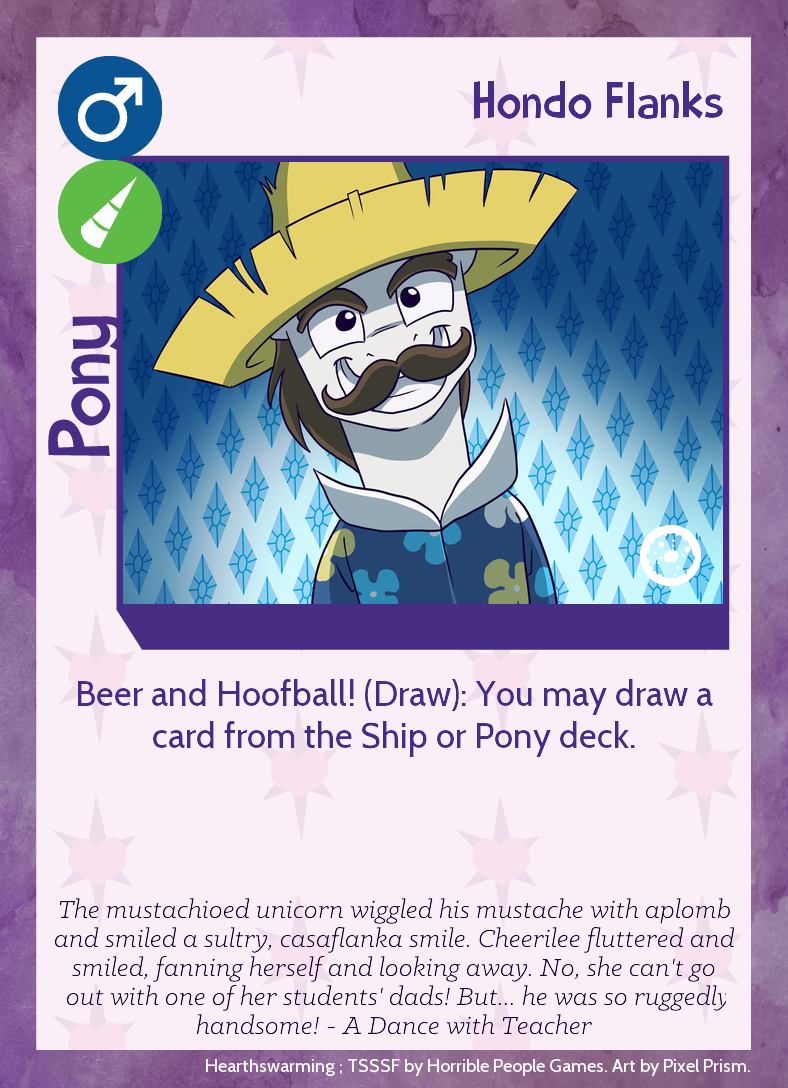 Hondo Flanks
Pony
Beer and Hoofball! (Draw): You may draw a
card from the Ship or Pony deck.
The mustachioed unicorn wiggled his mustache with aplomb
and smiled a sultry, casaflanka smile. Cheerilee fluttered and
smiled, fanning herself and looking away. No, she can't go
out with one of her students' dads! But... he was so ruggedly
handsome! - A Dance with Teacher
Hearthswarming ; TSSSF by Horrible People Games. Art by Pixel Prism.